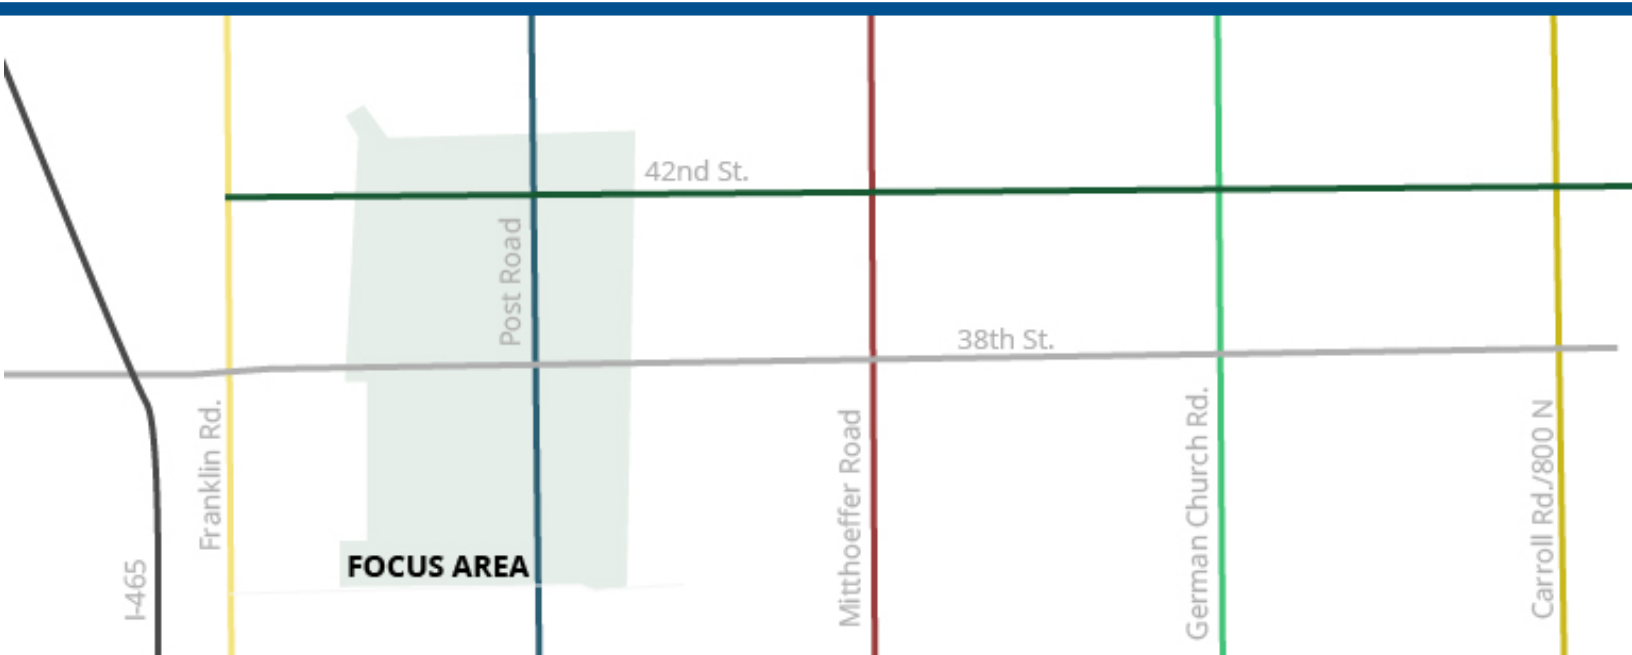 42nd St.
Post Road
38th St.
Franklin Rd.
Mitthoeffer Road
German Church Rd.
Carroll Rd./800 N
FOCUS AREA
I-465